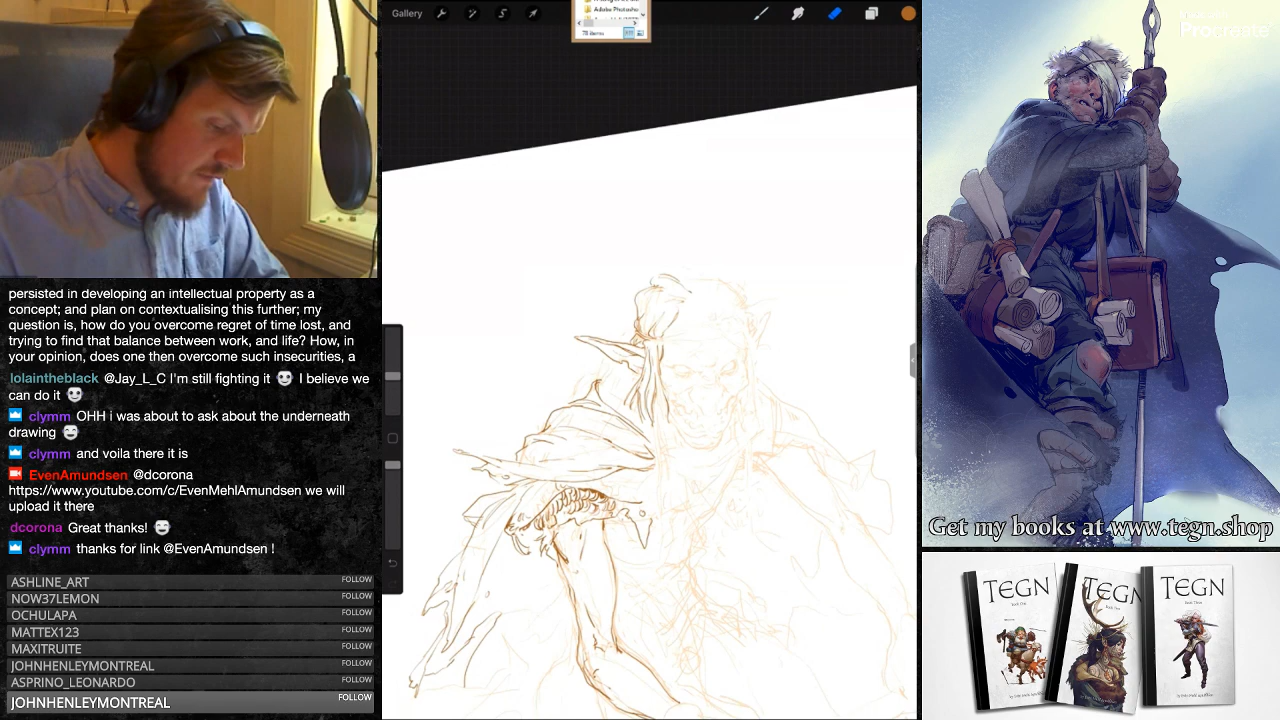 Gallery
Adobe Photosho
78 items
Procreate
persisted in developing an intellectual property as a
concept; and plan on contextualising this further; my
question is, how do you overcome regret of time lost, and
trying to find that balance between work, and life? How, in
your opinion, does one then overcome such insecurities, a
lolaintheblack @Jay_L_C I'm still fighting it I believe we
can do it
clymm OHH i was about to ask about the underneath
drawing
clymm and voila there it is
EvenAmundsen @dcorona
https://www.youtube.com/c/EvenMehlAmundsen we will
upload it there
dcorona Great thanks!
clymm thanks for link @EvenAmundsen !
ASHLINE_ART FOLLOW
NOW37LEMON FOLLOW
OCHULAPA FOLLOW
MATTEX123 FOLLOW
MAXITRUITE FOLLOW
JOHNHENLEYMONTREAL FOLLOW
ASPRINO_LEONARDO FOLLOW
JOHNHENLEYMONTREAL FOLLOW
Get my books at www.tegn.shop
TEGN
TEGN
TEGN